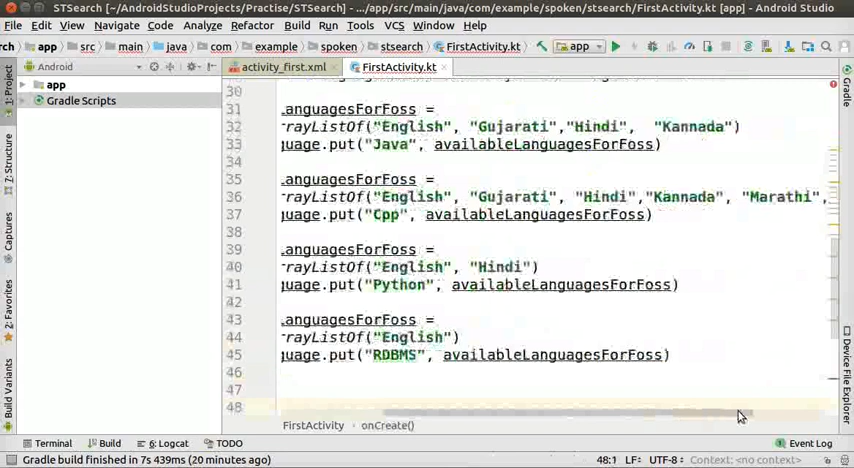 STSearch [~/AndroidStudioProjects/Practise/STSearch] - .../app/src/main/java/com/example/spoken/stsearch/FirstActivity.kt [app] - Android Studio
File Edit View Navigate Code Analyze Refactor Build Run Tools VCS Window Help
rch app src main java com example spoken stsearch FirstActivity.kt app
Android activity_first.xml FirstActivity.kt
app
Gradle Scripts
1: Project
7: Structure
Captures
2: Favorites
Build Variants
30
31 .anguagesForFoss =
32 rrayListOf("English", "Gujarati","Hindi", "Kannada")
33 guage.put("Java", availableLanguagesForFoss)
34
35 .anguagesForFoss =
36 rrayListOf("English", "Gujarati", "Hindi","Kannada", "Marathi",
37 guage.put("Cpp", availableLanguagesForFoss)
38
39 .anguagesForFoss =
40 rrayListOf("English", "Hindi")
41 guage.put("Python", availableLanguagesForFoss)
42
43 .anguagesForFoss =
44 rrayListOf("English")
45 guage.put("RDBMS", availableLanguagesForFoss)
46
47
48
Gradle
Device File Explorer
FirstActivity onCreate()
Terminal Build 6: Logcat TODO Event Log
Gradle build finished in 7s 439ms (20 minutes ago) 48:1 LF÷ UTF-8÷ Context: <no context>